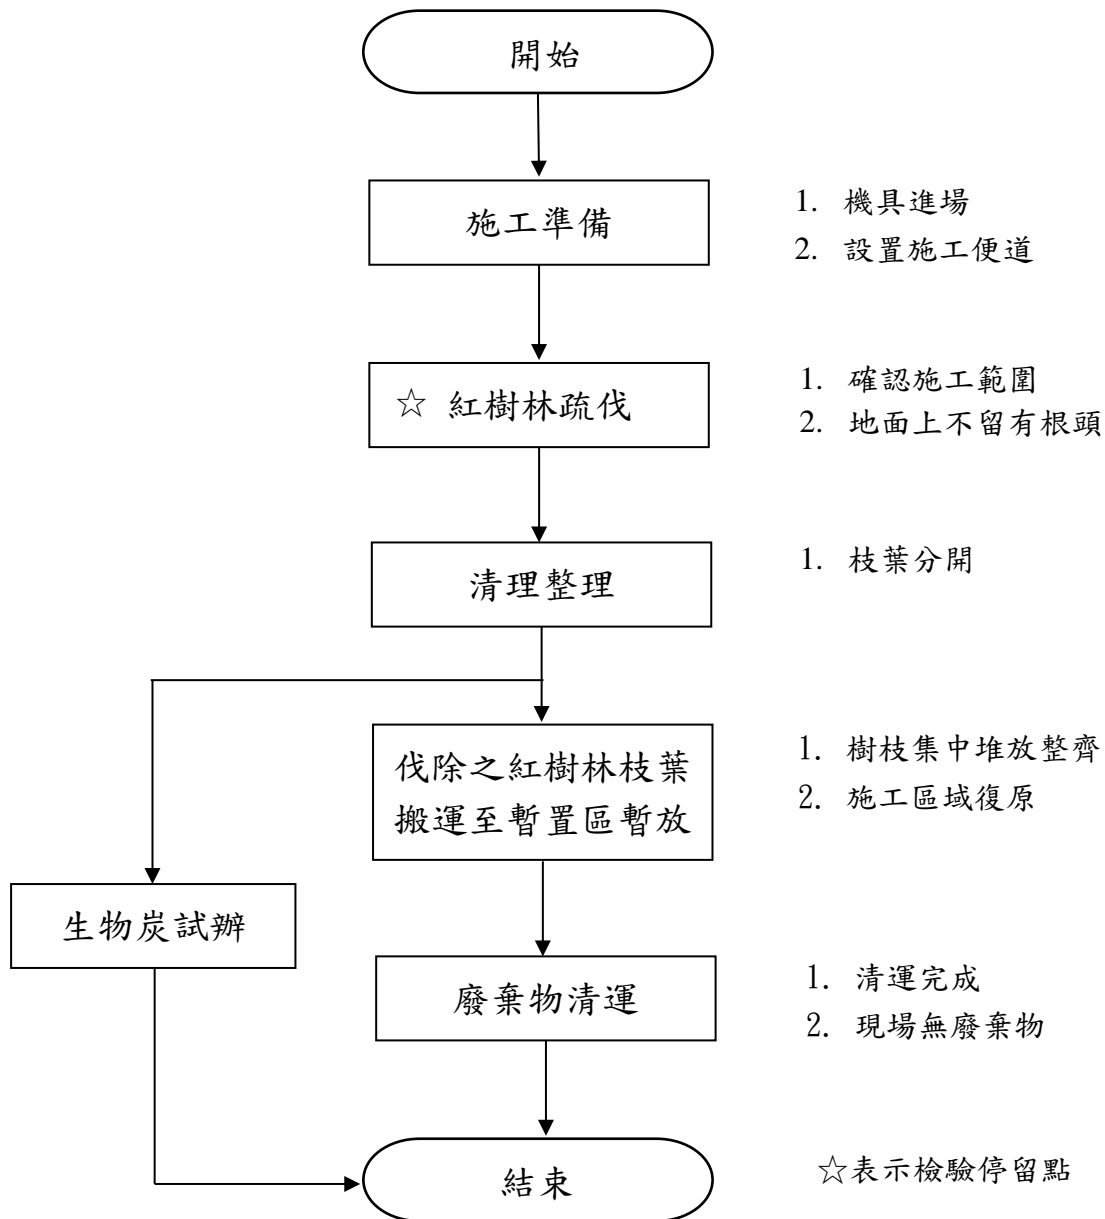 開始
施工準備
1. 機具進場
2. 設置施工便道
☆ 紅樹林疏伐
1. 確認施工範圍
2. 地面上不留有根頭
清理整理
1. 枝葉分開
伐除之紅樹林枝葉
搬運至暫置區暫放
1. 樹枝集中堆放整齊
2. 施工區域復原
生物炭試辦
廢棄物清運
1. 清運完成
2. 現場無廢棄物
結束
☆表示檢驗停留點